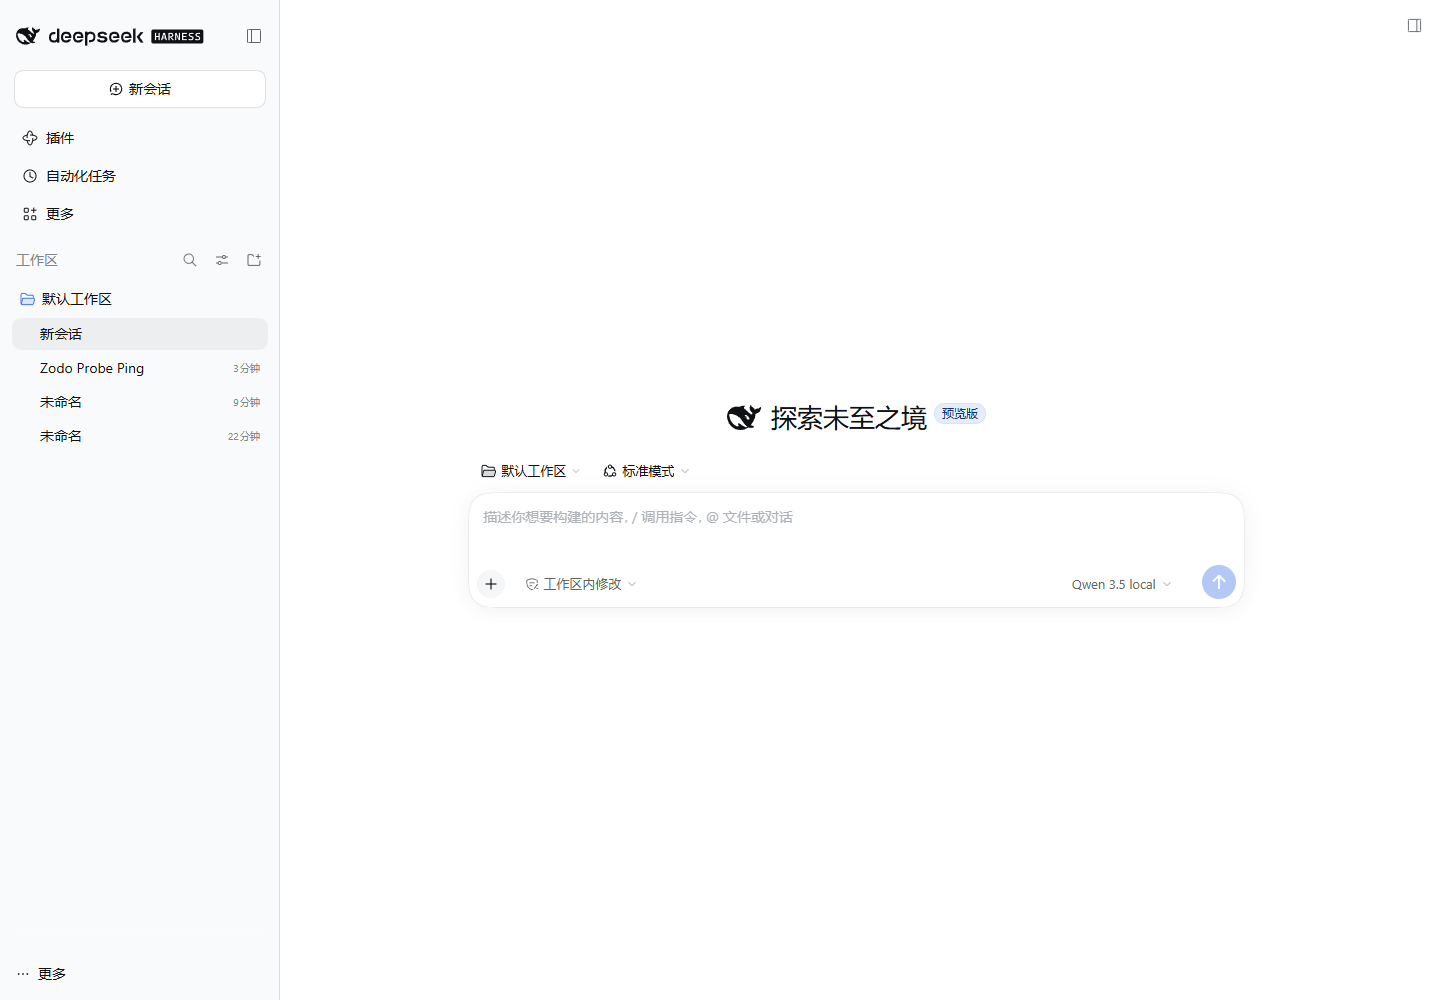 deepseek HARNESS
新会话
插件
自动化任务
更多
工作区
默认工作区
新会话
Zodo Probe Ping 3分钟
未命名 9分钟
未命名 22分钟
更多
探索未至之境 预览版
默认工作区 标准模式
描述你想要构建的内容, / 调用指令, @ 文件或对话
工作区内修改 Qwen 3.5 local